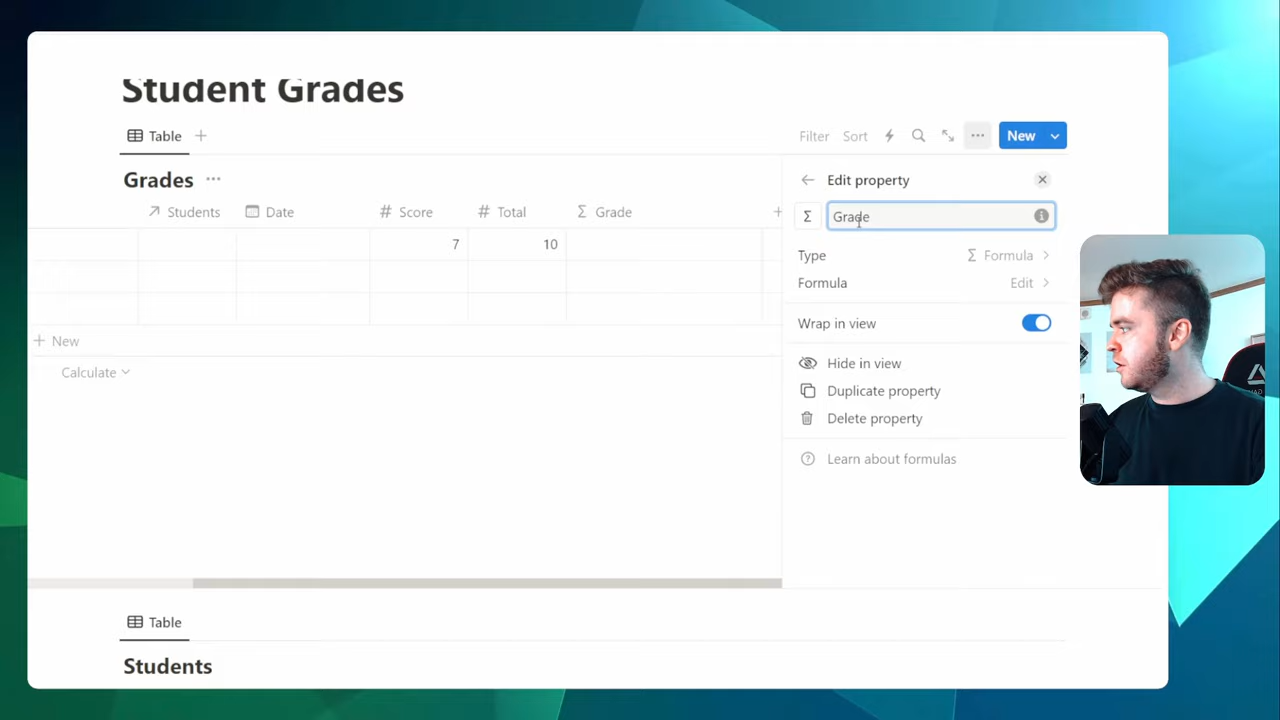 Student Grades
Table
Filter Sort New
Grades
Edit property
Students Date Score Total Grade
Grade
7 10
Type Formula
Formula Edit
Wrap in view
New
Hide in view
Calculate
Duplicate property
Delete property
Learn about formulas
Table
Students